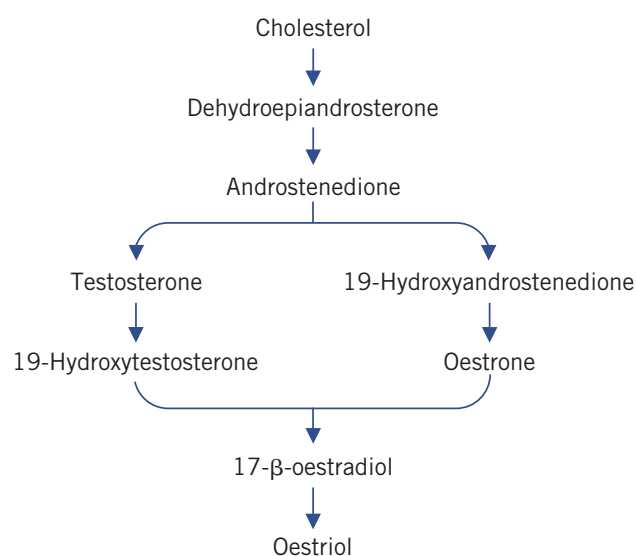 Cholesterol
Dehydroepiandrosterone
Androstenedione
Testosterone
19-Hydroxyandrostenedione
19-Hydroxytestosterone
Oestrone
17-β-oestradiol
Oestriol